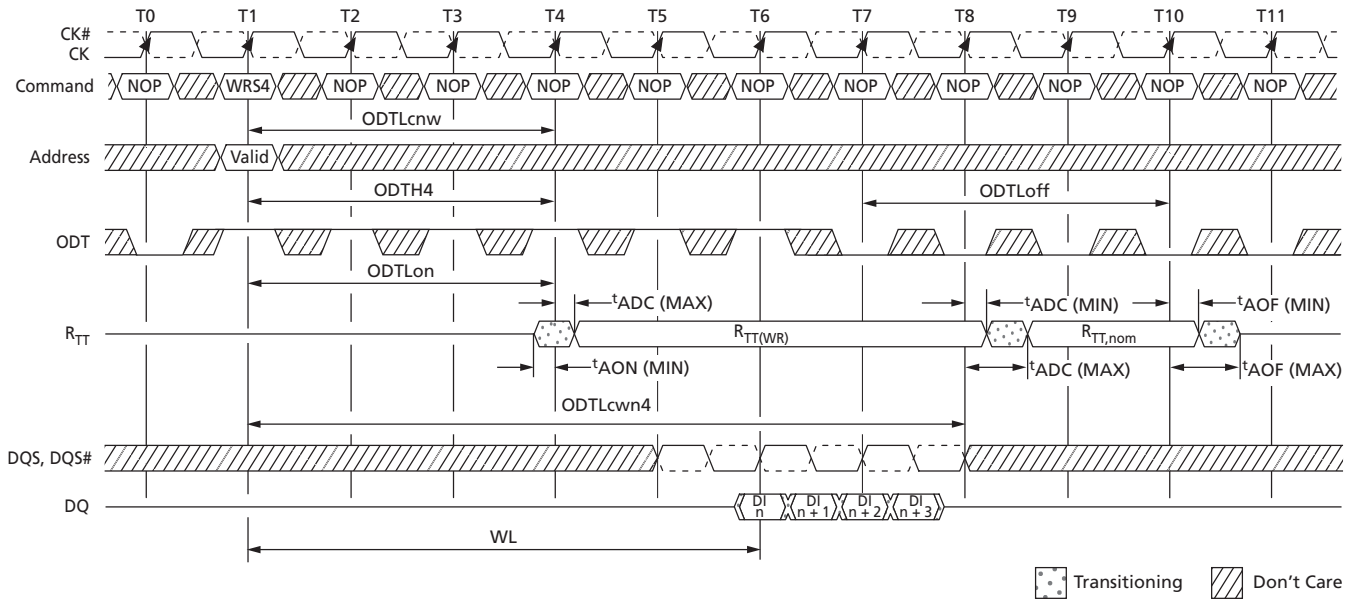 T0 T1 T2 T3 T4 T5 T6 T7 T8 T9 T10 T11
CK#
CK
Command NOP WRS4 NOP NOP NOP NOP NOP NOP NOP NOP NOP NOP
ODTLcnw
Address Valid
ODTH4 ODTLoff
ODT
ODTLon
tADC (MAX) tADC (MIN) tAOF (MIN)
RTT RTT(WR) RTT,nom
tAON (MIN) tADC (MAX) tAOF (MAX)
ODTLcwn4
DQS, DQS#
DQ DI n DI n + 1 DI n + 2 DI n + 3
WL
Transitioning Don't Care